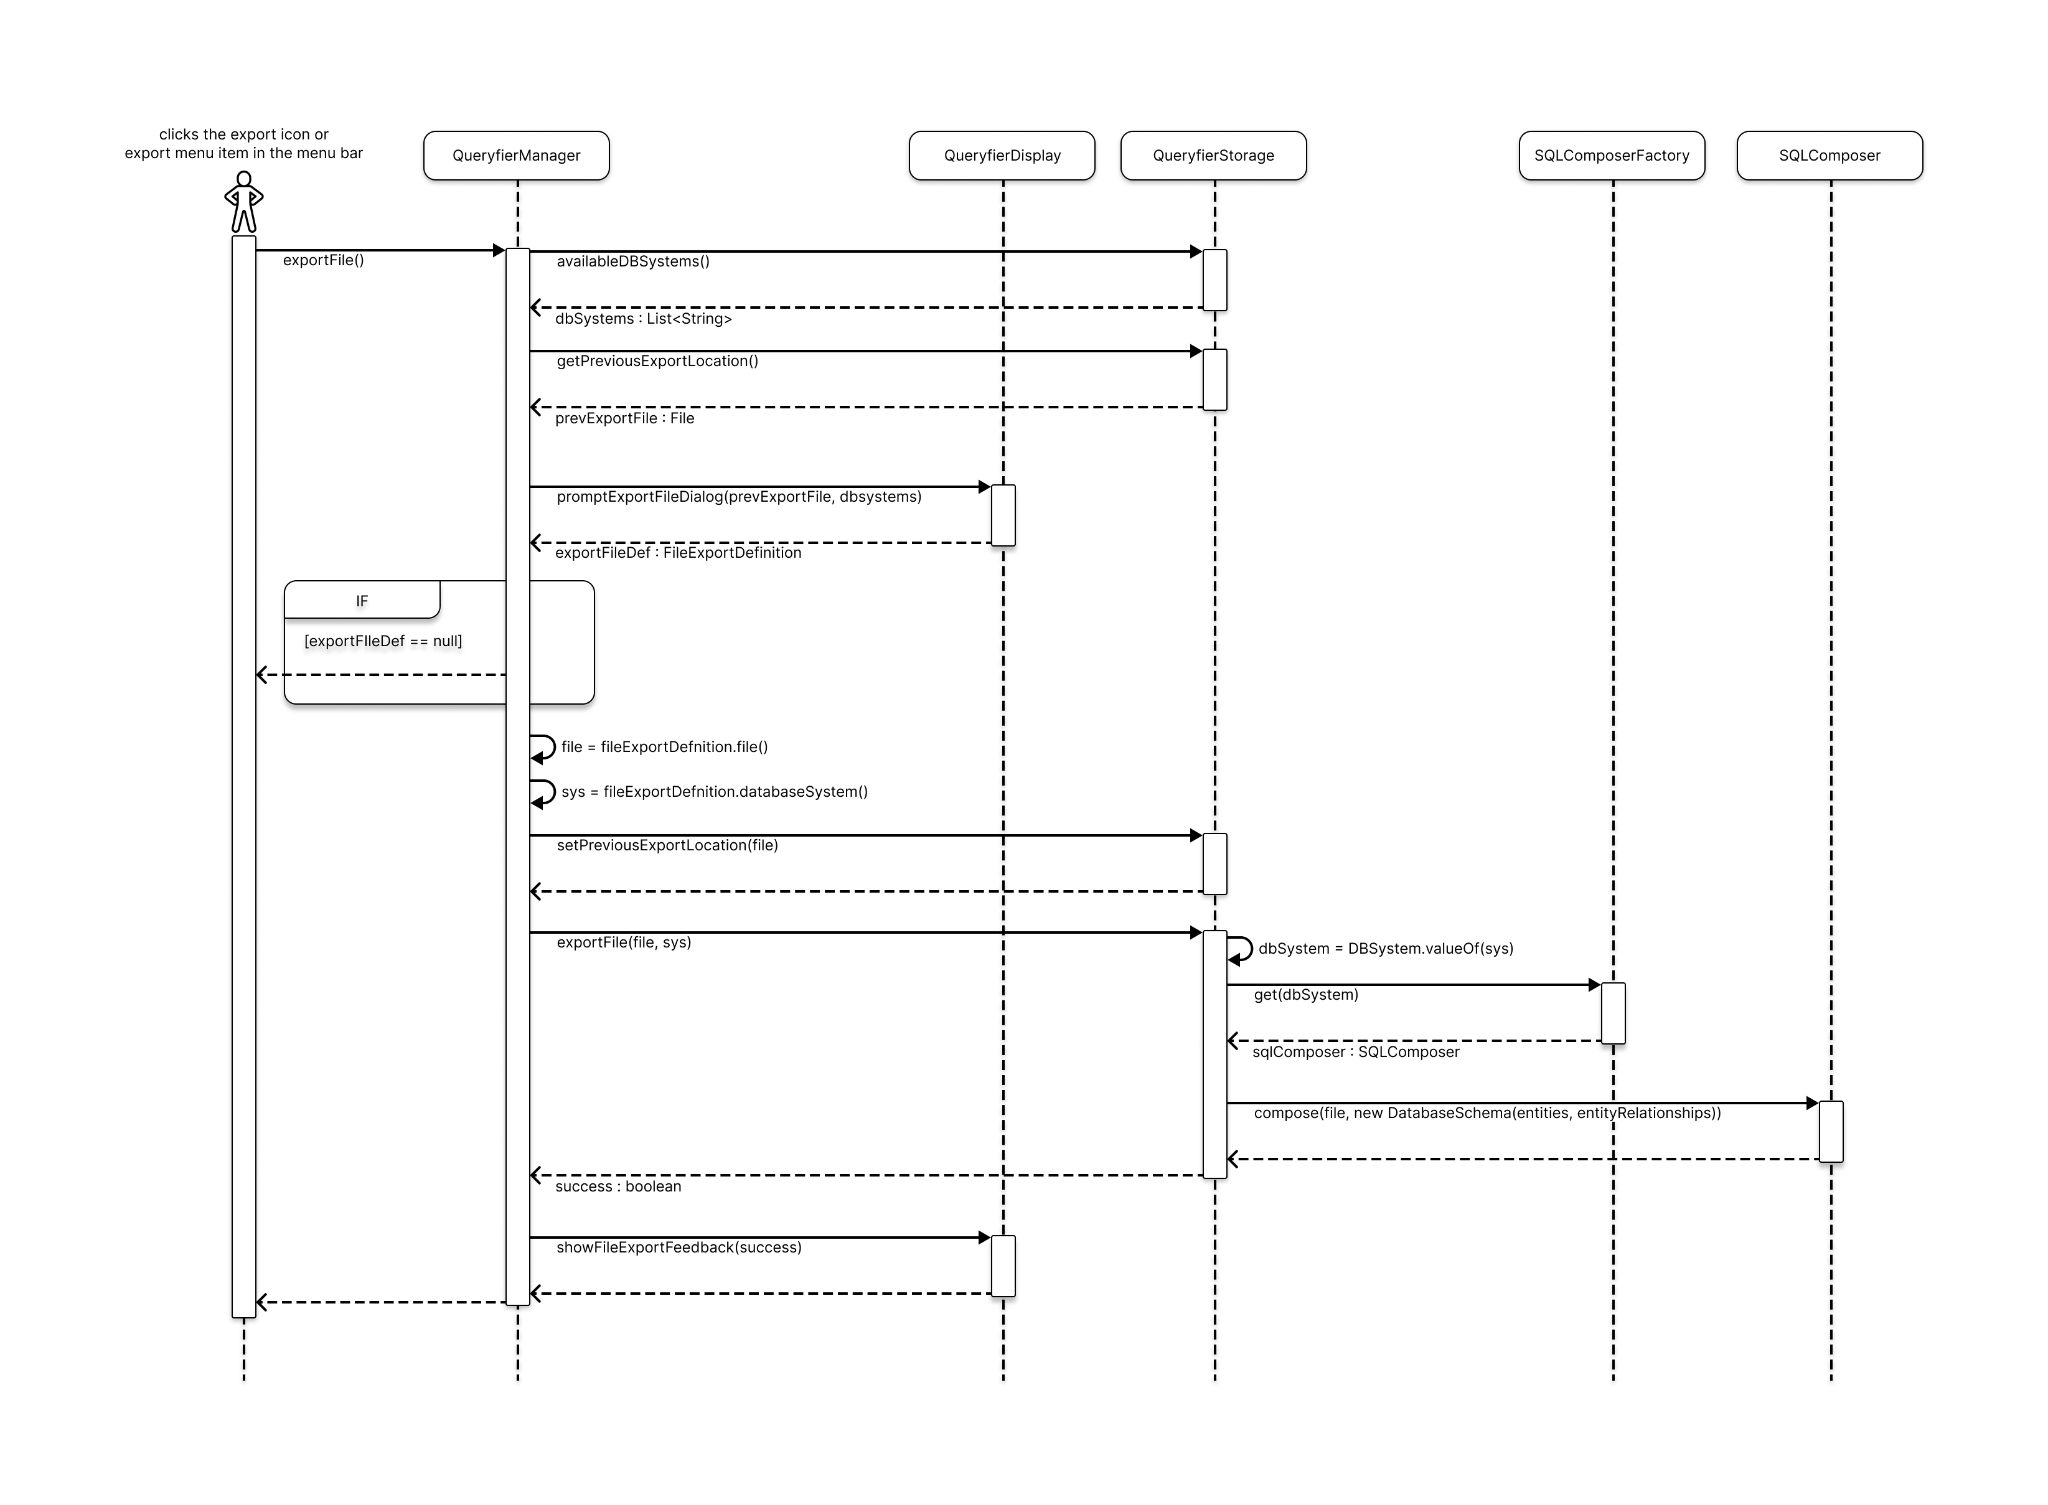 clicks the export icon or
export menu item in the menu bar
QueryfierManager
QueryfierDisplay
QueryfierStorage
SQLComposerFactory
SQLComposer
exportFile()
availableDBSystems()
dbSystems : List<String>
getPreviousExportLocation()
prevExportFile : File
promptExportFileDialog(prevExportFile, dbsystems)
exportFileDef : FileExportDefinition
IF
[exportFIleDef == null]
file = fileExportDefnition.file()
sys = fileExportDefnition.databaseSystem()
setPreviousExportLocation(file)
exportFile(file, sys)
dbSystem = DBSystem.valueOf(sys)
get(dbSystem)
sqlComposer : SQLComposer
compose(file, new DatabaseSchema(entities, entityRelationships))
success : boolean
showFileExportFeedback(success)